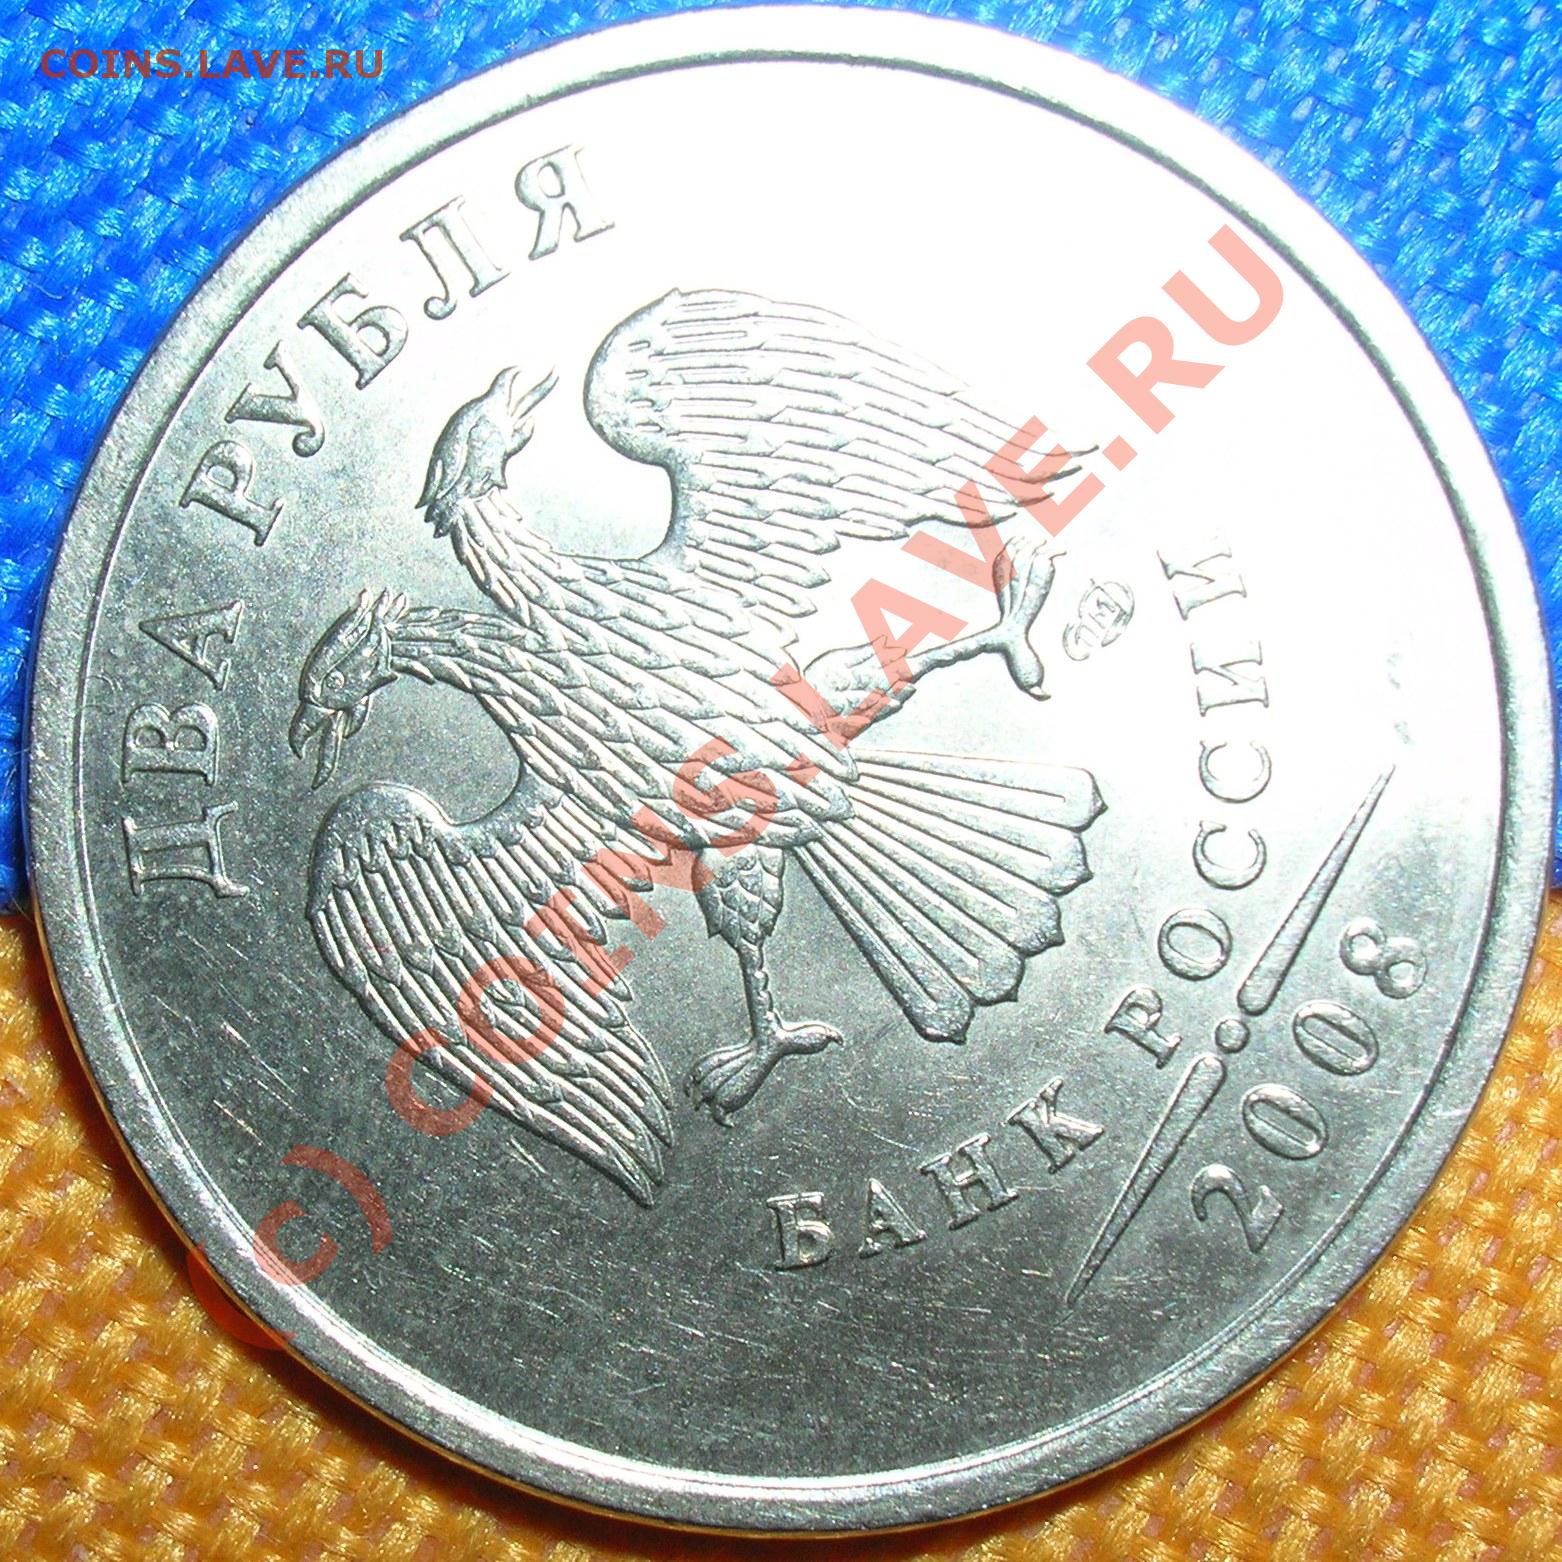 COINS.LAVE.RU
ДВА РУБЛЯ
БАНК РОССИИ
2008
(c) COINS.LAVE.RU